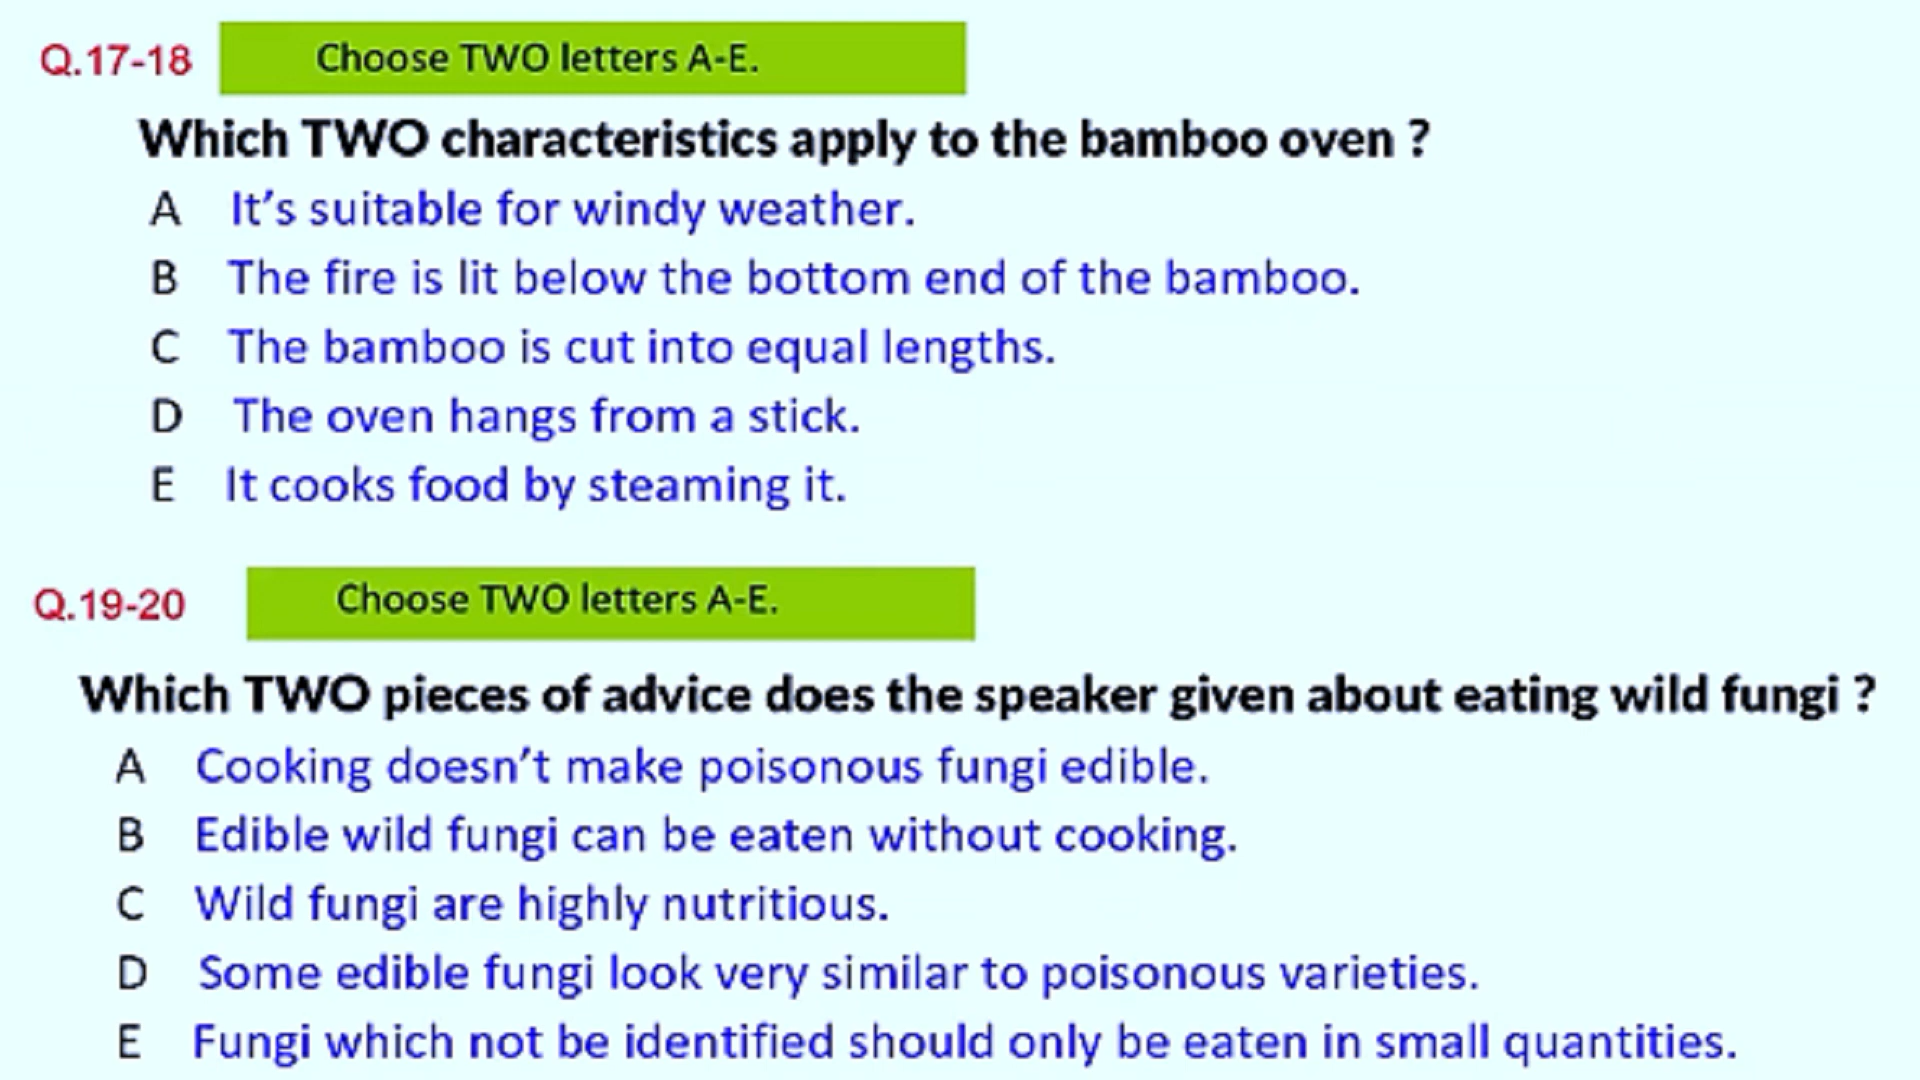 Q.17-18 Choose TWO letters A-E.
Which TWO characteristics apply to the bamboo oven ?
A It's suitable for windy weather.
B The fire is lit below the bottom end of the bamboo.
C The bamboo is cut into equal lengths.
D The oven hangs from a stick.
E It cooks food by steaming it.
Q.19-20 Choose TWO letters A-E.
Which TWO pieces of advice does the speaker given about eating wild fungi ?
A Cooking doesn't make poisonous fungi edible.
B Edible wild fungi can be eaten without cooking.
C Wild fungi are highly nutritious.
D Some edible fungi look very similar to poisonous varieties.
E Fungi which not be identified should only be eaten in small quantities.